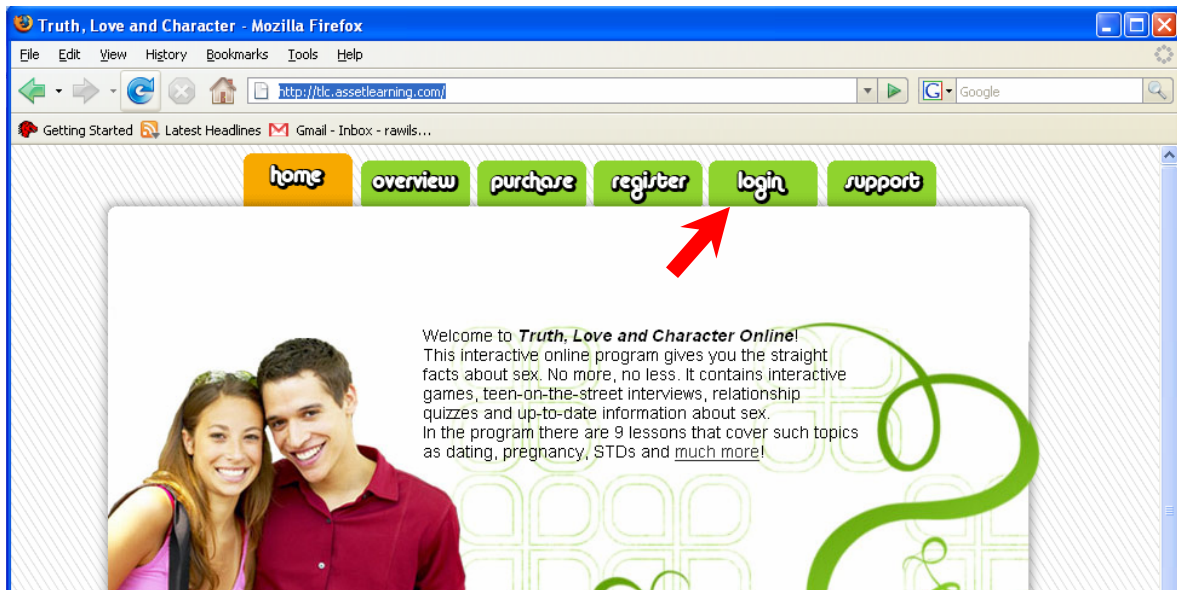 Truth, Love and Character - Mozilla Firefox
File Edit View History Bookmarks Tools Help
http://tlc.assetlearning.com/
G Google
Getting Started Latest Headlines Gmail - Inbox - rawils...
home overview purchase register login support
Welcome to Truth, Love and Character Online!
This interactive online program gives you the straight
facts about sex. No more, no less. It contains interactive
games, teen-on-the-street interviews, relationship
quizzes and up-to-date information about sex.
In the program there are 9 lessons that cover such topics
as dating, pregnancy, STDs and much more!